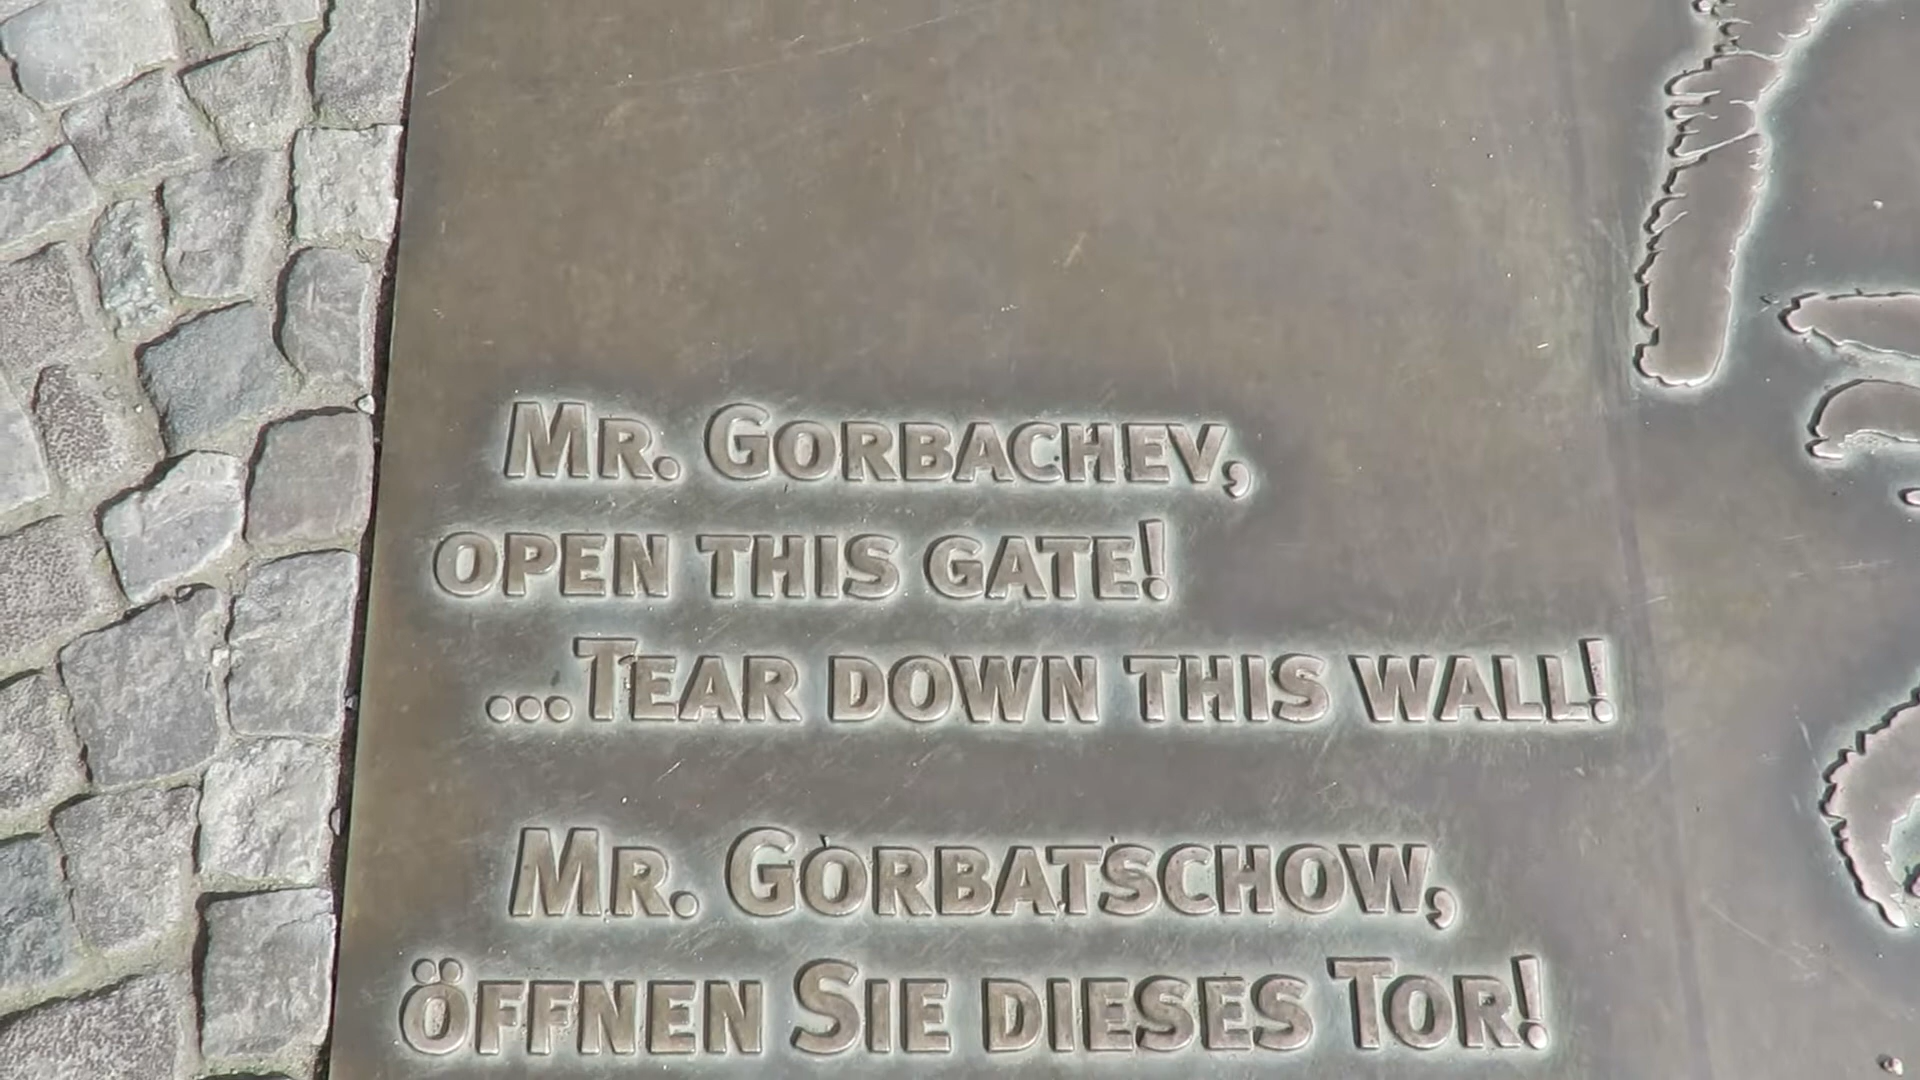 Mr. Gorbachev,
open this gate!
...Tear down this wall!
Mr. Gorbatschow,
öffnen Sie dieses Tor!